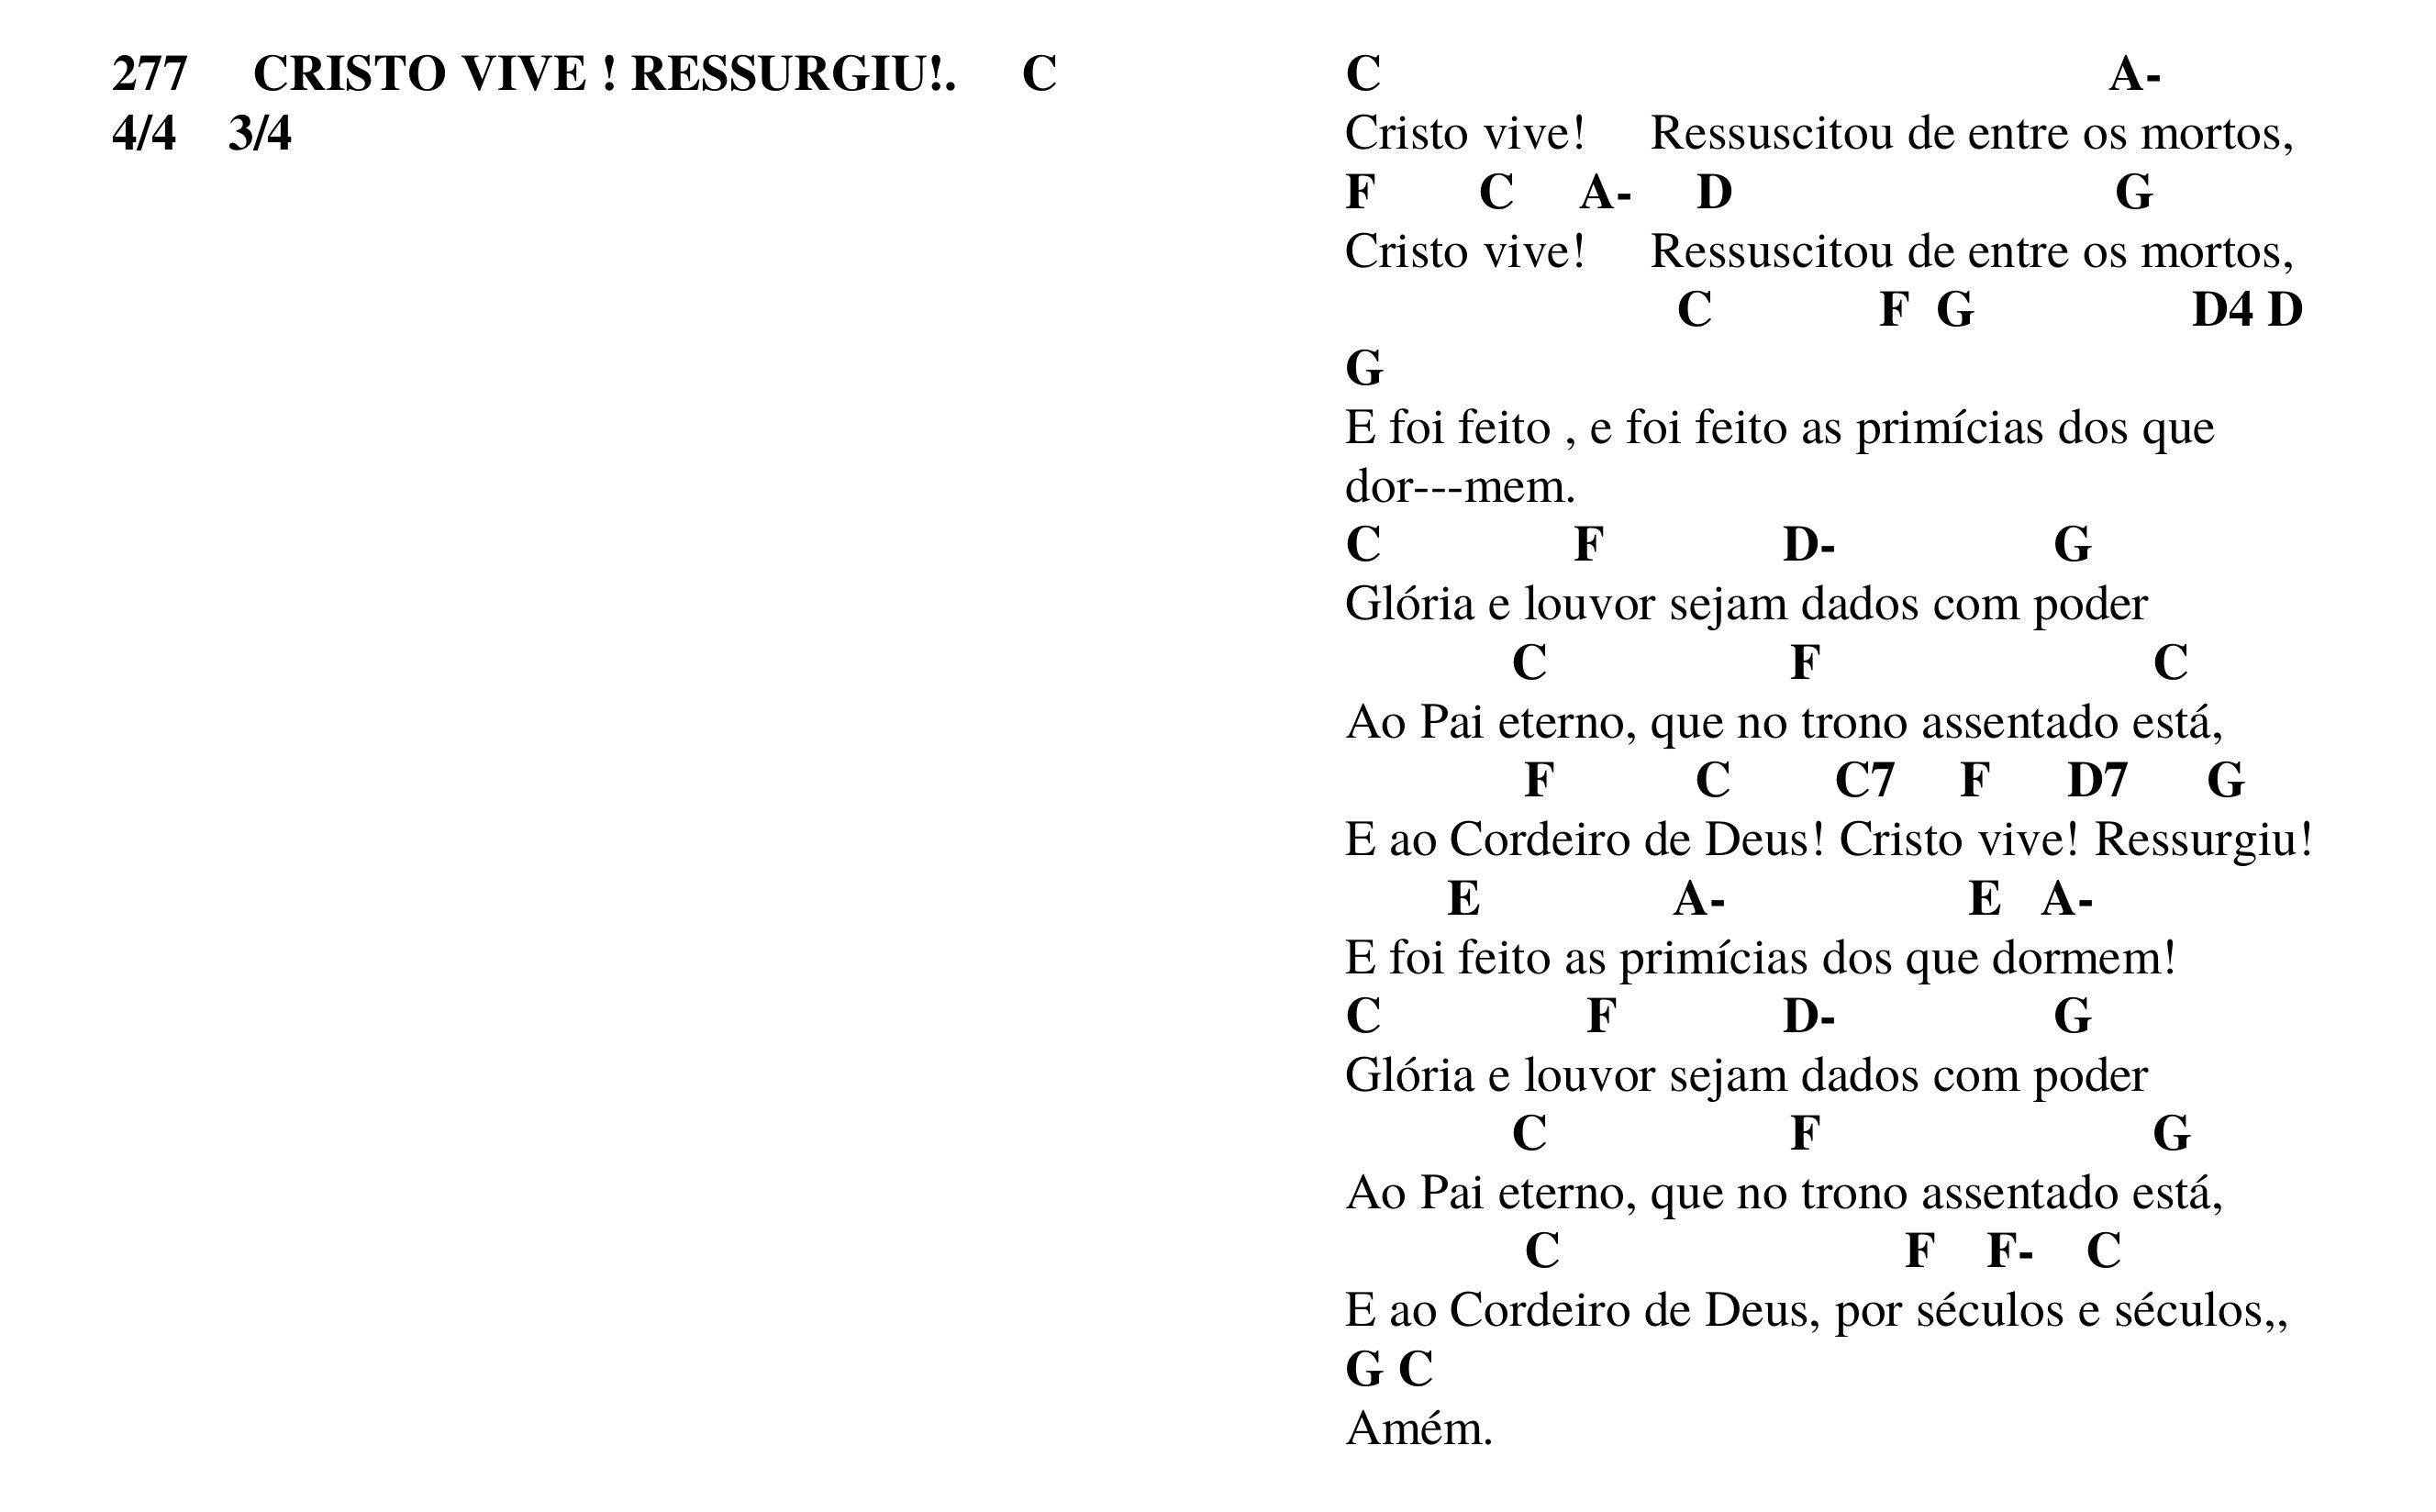 277 CRISTO VIVE ! RESSURGIU!. C
4/4 3/4
C A-
Cristo vive! Ressuscitou de entre os mortos,
F C A- D G
Cristo vive! Ressuscitou de entre os mortos,
C F G D4 D
G
E foi feito , e foi feito as primícias dos que
dor---mem.
C F D- G
Glória e louvor sejam dados com poder
C F C
Ao Pai eterno, que no trono assentado está,
F C C7 F D7 G
E ao Cordeiro de Deus! Cristo vive! Ressurgiu!
E A- E A-
E foi feito as primícias dos que dormem!
C F D- G
Glória e louvor sejam dados com poder
C F G
Ao Pai eterno, que no trono assentado está,
C F F- C
E ao Cordeiro de Deus, por séculos e séculos,,
G C
Amém.